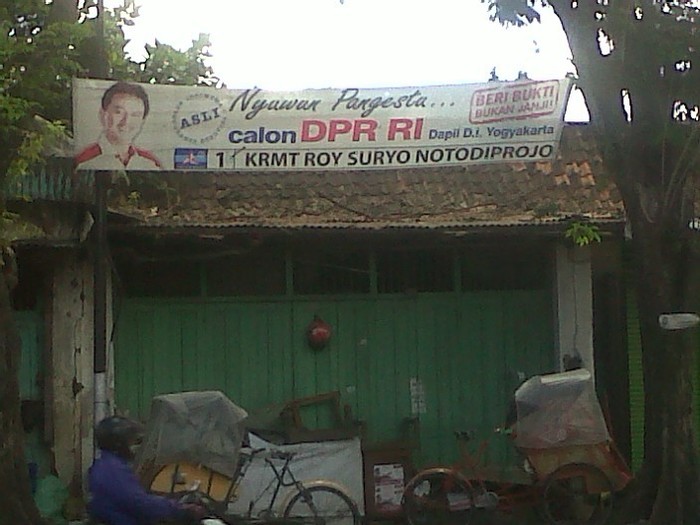 Nyuwun Pangestu...
BERI BUKTI
BUKAN JANJI!
ASLI
calon DPR RI Dapil D.I. Yogyakarta
1 KRMT ROY SURYO NOTODIPROJO